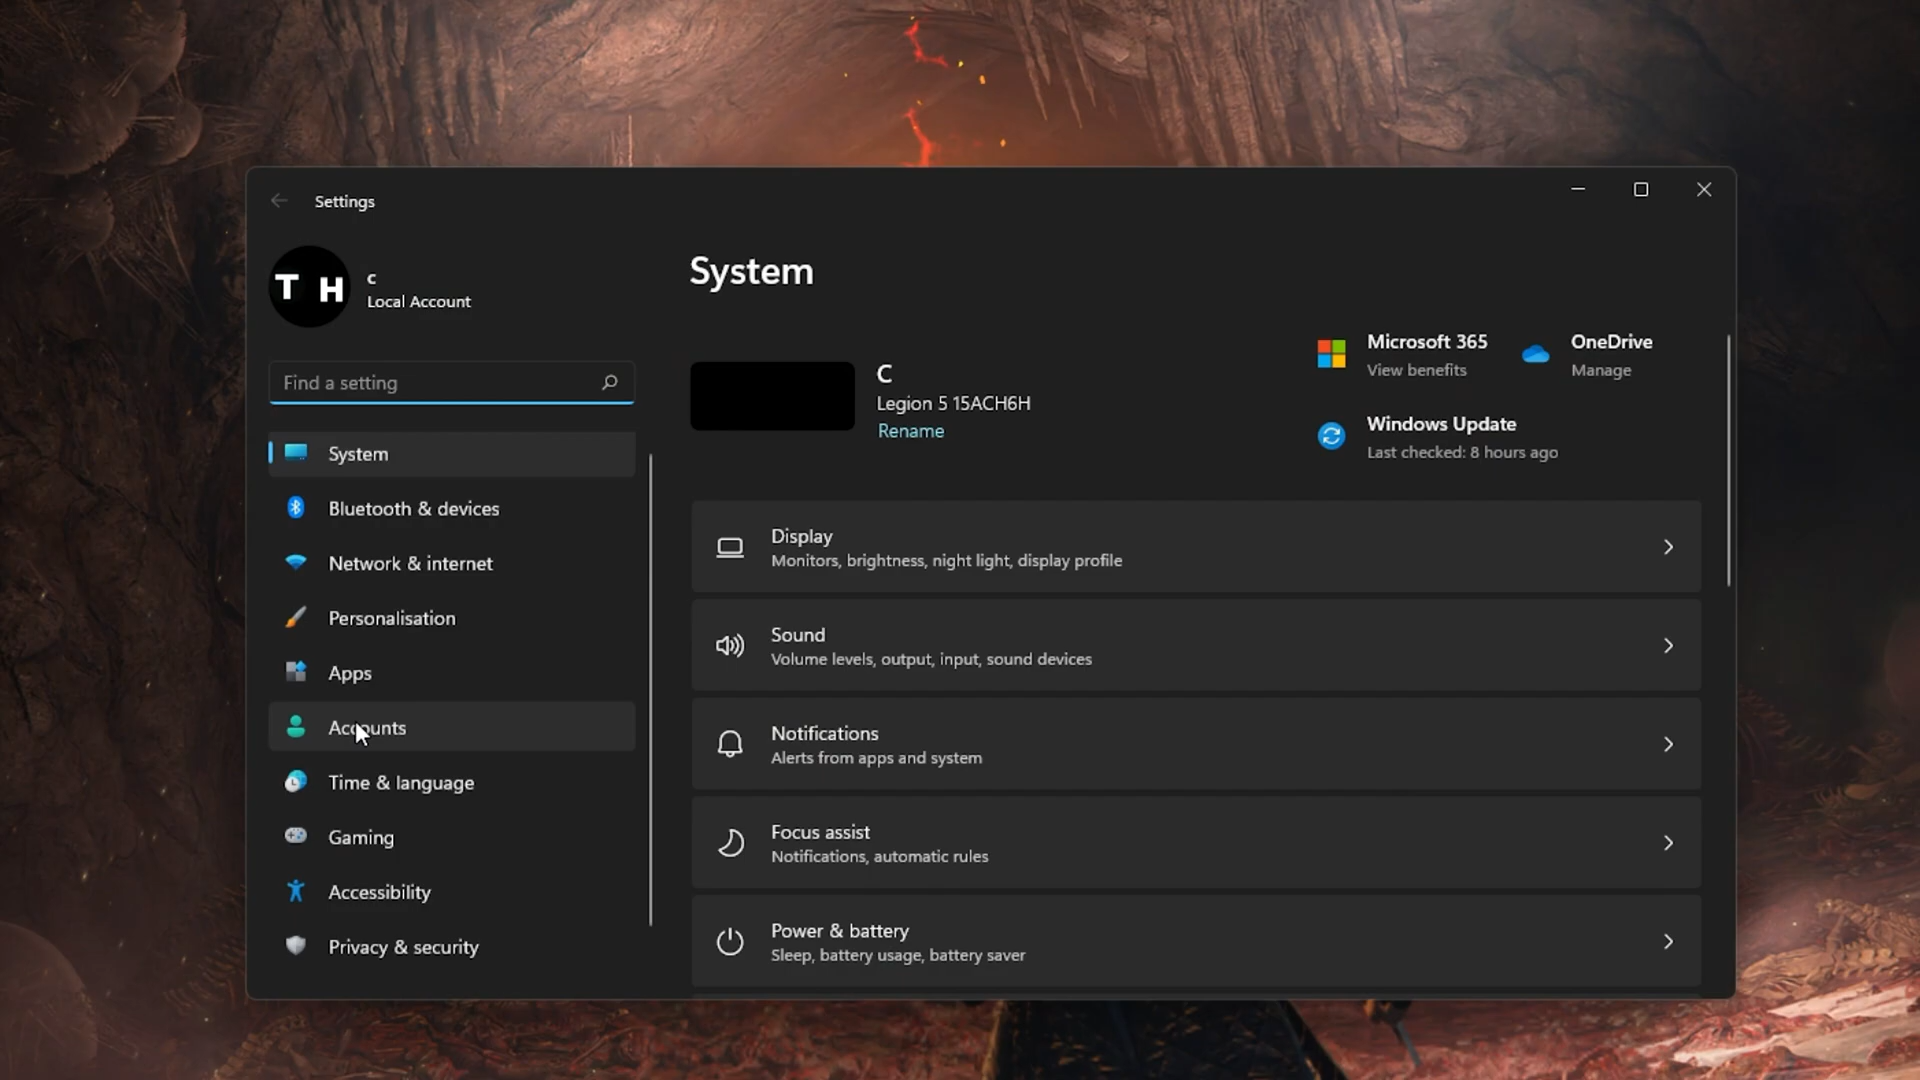 Settings
T H
c
Local Account
Find a setting
System
Bluetooth & devices
Network & internet
Personalisation
Apps
Accounts
Time & language
Gaming
Accessibility
Privacy & security
System
C
Legion 5 15ACH6H
Rename
Microsoft 365
View benefits
OneDrive
Manage
Windows Update
Last checked: 8 hours ago
Display
Monitors, brightness, night light, display profile
Sound
Volume levels, output, input, sound devices
Notifications
Alerts from apps and system
Focus assist
Notifications, automatic rules
Power & battery
Sleep, battery usage, battery saver